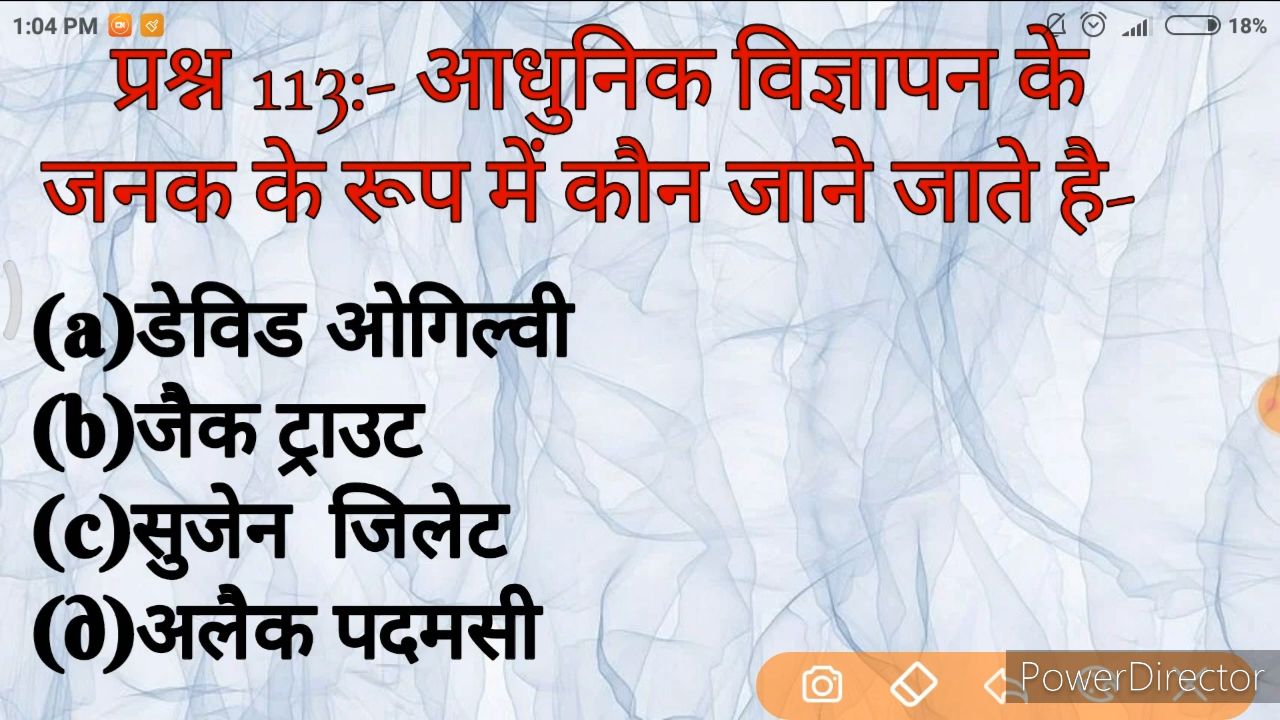 1:04 PM 18%
प्रश्न 113:- आधुनिक विज्ञापन के
जनक के रूप में कौन जाने जाते है-
(a)डेविड ओगिल्वी
(b)जैक ट्राउट
(c)सुजेन जिलेट
(d)अलैक पदमसी
PowerDirector